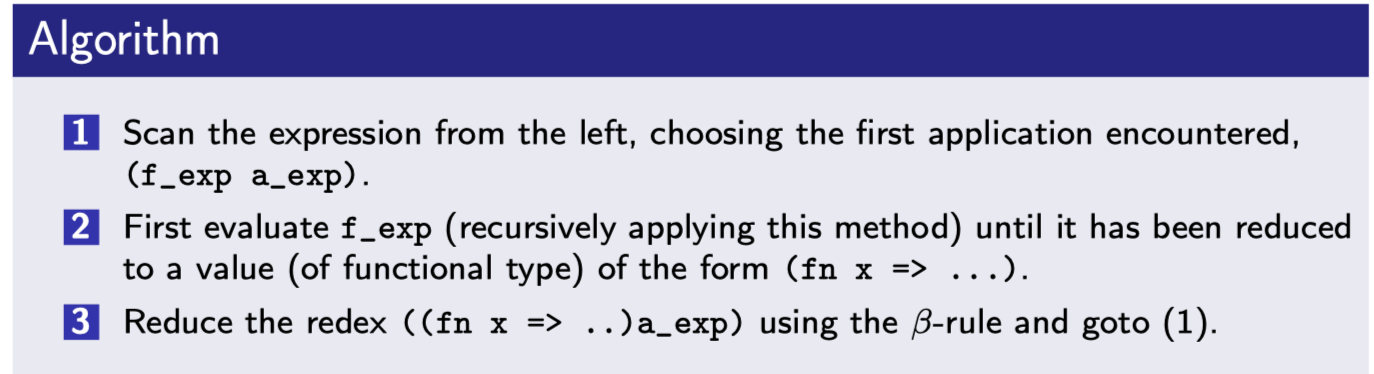 Algorithm
1 Scan the expression from the left, choosing the first application encountered,
(f_exp a_exp).
2 First evaluate f_exp (recursively applying this method) until it has been reduced
to a value (of functional type) of the form (fn x => ...).
3 Reduce the redex ((fn x => ..)a_exp) using the β-rule and goto (1).